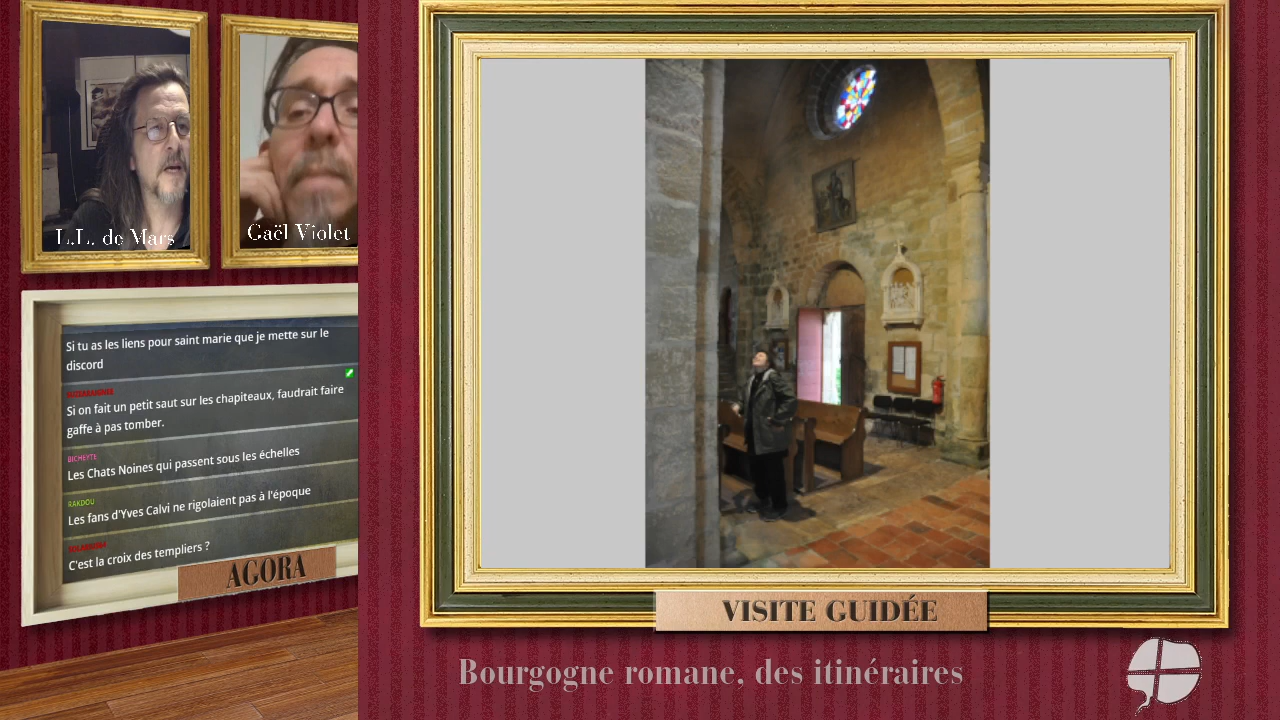 L.L. de Mars
Gaël Violet
Si tu as les liens pour saint marie que je mette sur le
discord
Si on fait un petit saut sur les chapiteaux, faudrait faire
gaffe à pas tomber.
BICHEYTE
Les Chats Noines qui passent sous les échelles
RAKDOU
Les fans d'Yves Calvi ne rigolaient pas à l'époque
C'est la croix des templiers ?
AGORA
VISITE GUIDÉE
Bourgogne romane, des itinéraires